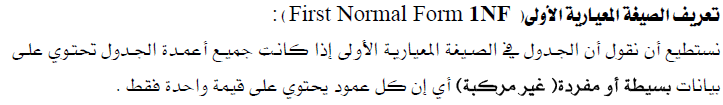 تعريف الصيغة المعيارية الأولى( First Normal Form 1NF ) :
نستطيع أن نقول أن الجدول في الصيغة المعيارية الأولى إذا كانت جميع أعمدة الجدول تحتوي على
بيانات بسيطة أو مفردة( غير مركبة) أي إن كل عمود يحتوي على قيمة واحدة فقط .